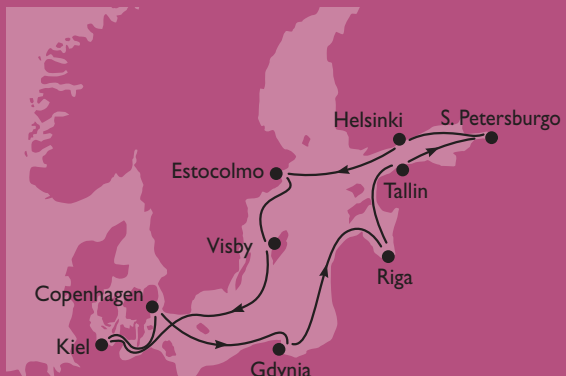 Helsinki
S. Petersburgo
Estocolmo
Tallin
Visby
Riga
Copenhagen
Kiel
Gdynia